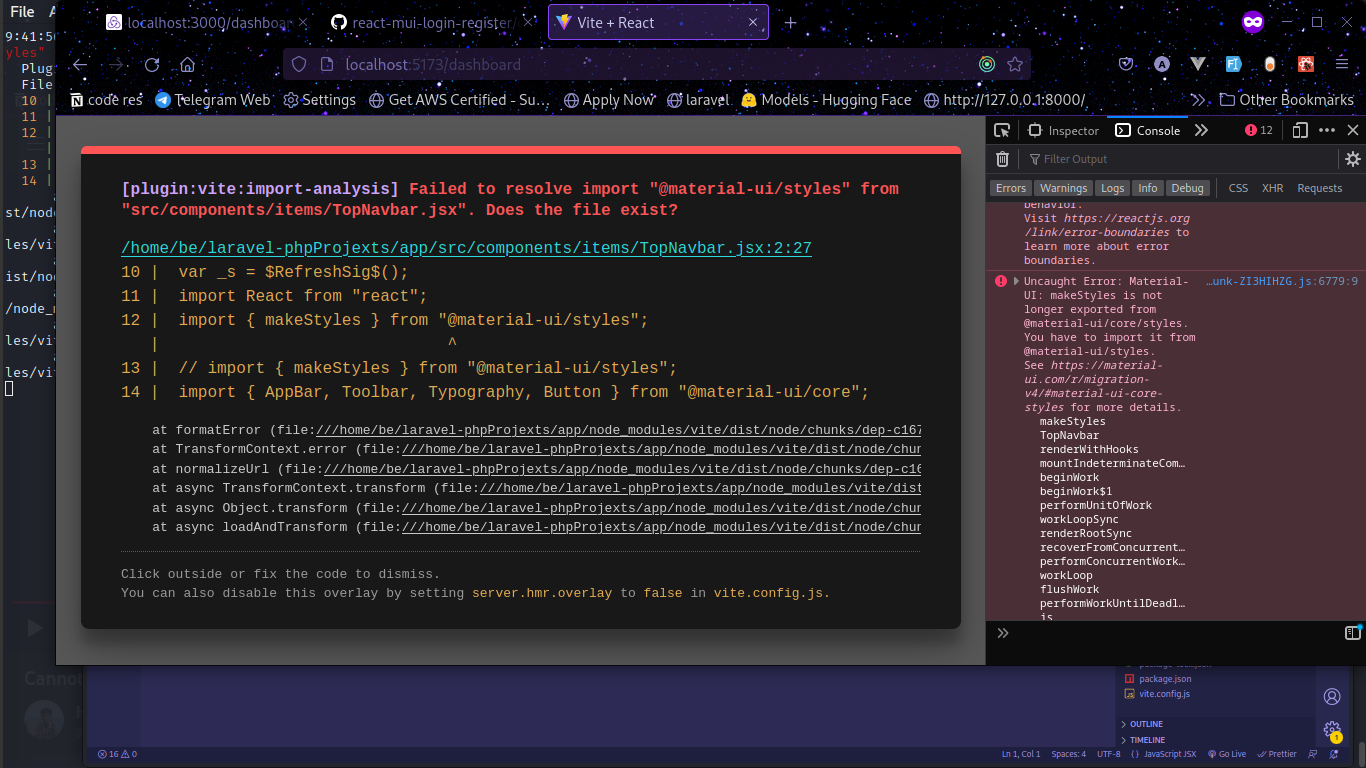 File
localhost:3000/dashboar
react-mui-login-register/
Vite + React
9:41:50
yles"
Plug
File
10 |
11 |
12 |
|
13 |
14 |
st/node
les/vit
ist/nod
/node_m
les/vit
les/vit
localhost:5173/dashboard
code res
Telegram Web
Settings
Get AWS Certified - Su…
Apply Now
laravel
Models - Hugging Face
http://127.0.0.1:8000/
Other Bookmarks
[plugin:vite:import-analysis] Failed to resolve import "@material-ui/styles" from
"src/components/items/TopNavbar.jsx". Does the file exist?
/home/be/laravel-phpProjexts/app/src/components/items/TopNavbar.jsx:2:27
10 |  var _s = $RefreshSig$();
11 |  import React from "react";
12 |  import { makeStyles } from "@material-ui/styles";
|                              ^
13 |  // import { makeStyles } from "@material-ui/styles";
14 |  import { AppBar, Toolbar, Typography, Button } from "@material-ui/core";
at formatError (file:///home/be/laravel-phpProjexts/app/node_modules/vite/dist/node/chunks/dep-c167
at TransformContext.error (file:///home/be/laravel-phpProjexts/app/node_modules/vite/dist/node/chun
at normalizeUrl (file:///home/be/laravel-phpProjexts/app/node_modules/vite/dist/node/chunks/dep-c16
at async TransformContext.transform (file:///home/be/laravel-phpProjexts/app/node_modules/vite/dist
at async Object.transform (file:///home/be/laravel-phpProjexts/app/node_modules/vite/dist/node/chun
at async loadAndTransform (file:///home/be/laravel-phpProjexts/app/node_modules/vite/dist/node/chun
Click outside or fix the code to dismiss.
You can also disable this overlay by setting server.hmr.overlay to false in vite.config.js.
Inspector
Console
12
Filter Output
Errors
Warnings
Logs
Info
Debug
CSS
XHR
Requests
behavior.
Visit https://reactjs.org
/link/error-boundaries to
learn more about error
boundaries.
Uncaught Error: Material- …unk-ZI3HIHZG.js:6779:9
UI: makeStyles is not
longer exported from
@material-ui/core/styles.
You have to import it from
@material-ui/styles.
See https://material-
ui.com/r/migration-
v4/#material-ui-core-
styles for more details.
makeStyles
TopNavbar
renderWithHooks
mountIndeterminateCom…
beginWork
beginWork$1
performUnitOfWork
workLoopSync
renderRootSync
recoverFromConcurrent…
performConcurrentWork…
workLoop
flushWork
performWorkUntilDeadl…
js
Cannot
package.json
vite.config.js
OUTLINE
TIMELINE
1
16
0
Ln 1, Col 1
Spaces: 4
UTF-8
{ } JavaScript JSX
Go Live
Prettier